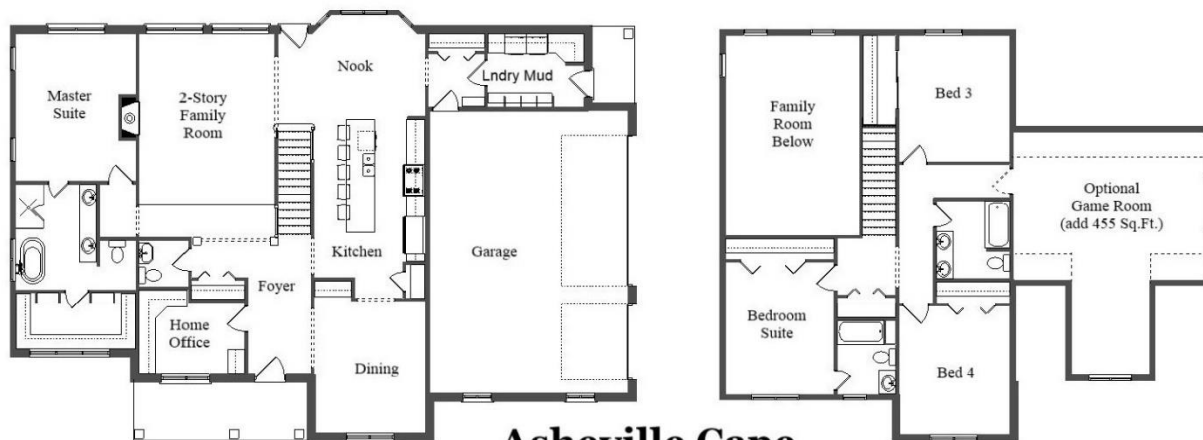 Master
Suite
2-Story
Family
Room
Nook
Lndry Mud
Kitchen
Garage
Foyer
Home
Office
Dining
Family
Room
Below
Bed 3
Optional
Game Room
(add 455 Sq.Ft.)
Bedroom
Suite
Bed 4
Asheville Cape